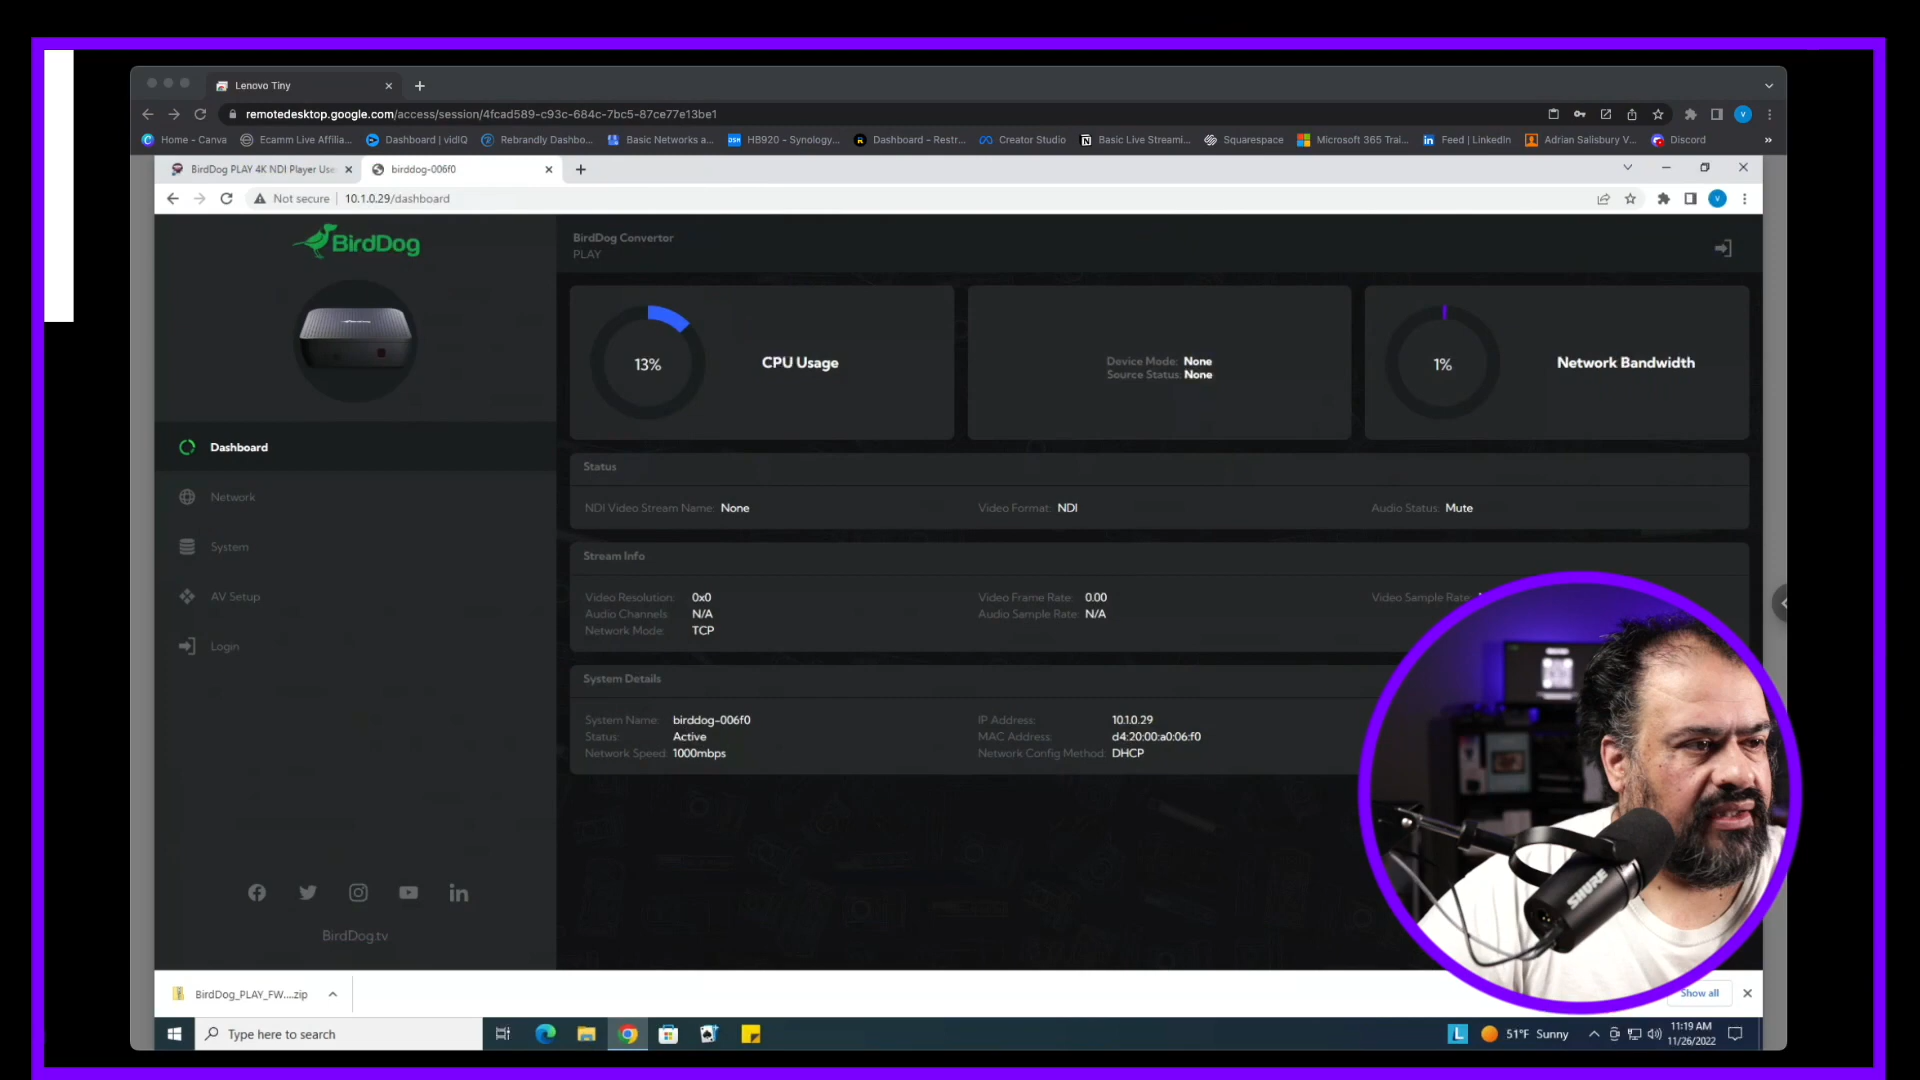 Lenovo Tiny
remotedesktop.google.com/access/session/4fcad589-c93c-684c-7bc5-87ce77e13be1
Home - Canva
Ecamm Live Affilia...
Dashboard | vidIQ
Rebrandly Dashbo...
Basic Networks a...
HB920 - Synology...
Dashboard - Restr...
Creator Studio
Basic Live Streami...
Squarespace
Microsoft 365 Trai...
Feed | LinkedIn
Adrian Salisbury V...
Discord
BirdDog PLAY 4K NDI Player Use
birddog-006f0
Not secure
10.1.0.29/dashboard
BirdDog
BirdDog Convertor
PLAY
13%
CPU Usage
Device Mode: None
Source Status: None
1%
Network Bandwidth
Dashboard
Network
System
AV Setup
Login
Status
NDI Video Stream Name: None
Video Format: NDI
Audio Status: Mute
Stream Info
Video Resolution: 0x0
Video Frame Rate: 0.00
Video Sample Rate:
Audio Channels: N/A
Audio Sample Rate: N/A
Network Mode: TCP
System Details
System Name: birddog-006f0
IP Address: 10.1.0.29
Status: Active
MAC Address: d4:20:00:a0:06:f0
Network Speed: 1000mbps
Network Config Method: DHCP
SHURE
BirdDog.tv
BirdDog_PLAY_FW....zip
Show all
Type here to search
L
51°F Sunny
11:19 AM
11/26/2022